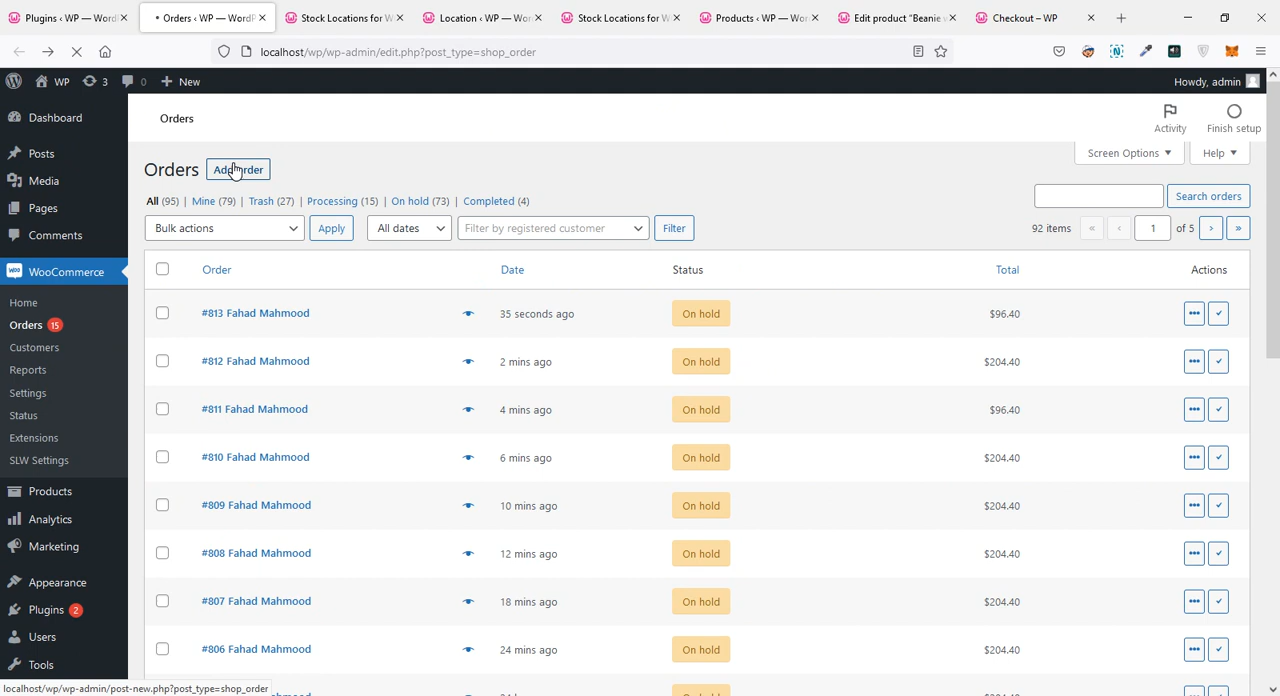 Plugins ‹ WP — WordP
Orders ‹ WP — WordP
Stock Locations for W
Location ‹ WP — Word
Stock Locations for W
Products ‹ WP — Wor
Edit product "Beanie
Checkout – WP
localhost/wp/wp-admin/edit.php?post_type=shop_order
WP
3
0
New
Howdy, admin
Dashboard
Posts
Media
Pages
Comments
WooCommerce
Home
Orders 15
Customers
Reports
Settings
Status
Extensions
SLW Settings
Products
Analytics
Marketing
Appearance
Plugins 2
Users
Tools
Orders
Activity
Finish setup
Screen Options
Help
Orders
Add order
All (95) | Mine (79) | Trash (27) | Processing (15) | On hold (73) | Completed (4)
Search orders
Bulk actions
Apply
All dates
Filter by registered customer
Filter
92 items « ‹ 1 of 5 › »
Order Date Status Total Actions
#813 Fahad Mahmood 35 seconds ago On hold $96.40
#812 Fahad Mahmood 2 mins ago On hold $204.40
#811 Fahad Mahmood 4 mins ago On hold $96.40
#810 Fahad Mahmood 6 mins ago On hold $204.40
#809 Fahad Mahmood 10 mins ago On hold $204.40
#808 Fahad Mahmood 12 mins ago On hold $204.40
#807 Fahad Mahmood 18 mins ago On hold $204.40
#806 Fahad Mahmood 24 mins ago On hold $204.40
localhost/wp/wp-admin/post-new.php?post_type=shop_order